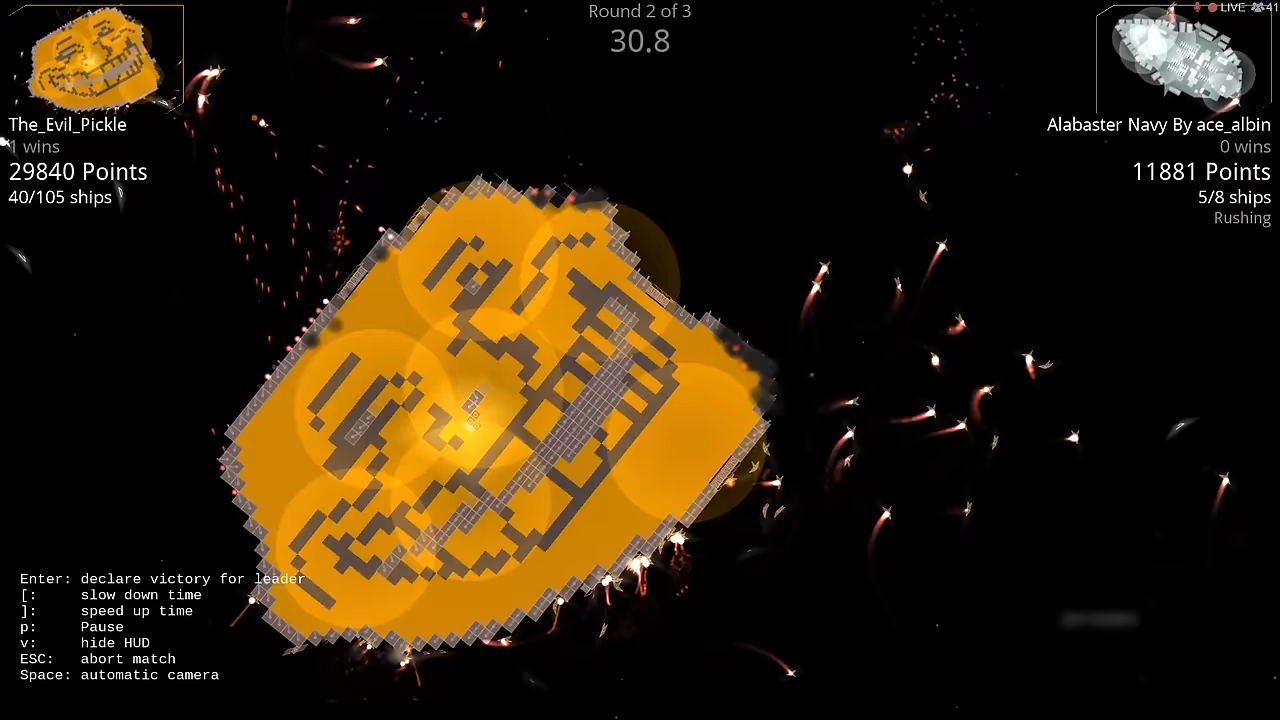 Round 2 of 3
30.8
LIVE 41
The_Evil_Pickle
1 wins
29840 Points
40/105 ships
Alabaster Navy By ace_albin
0 wins
11881 Points
5/8 ships
Rushing
Enter: declare victory for leader
[: slow down time
]: speed up time
p: Pause
v: hide HUD
ESC: abort match
Space: automatic camera